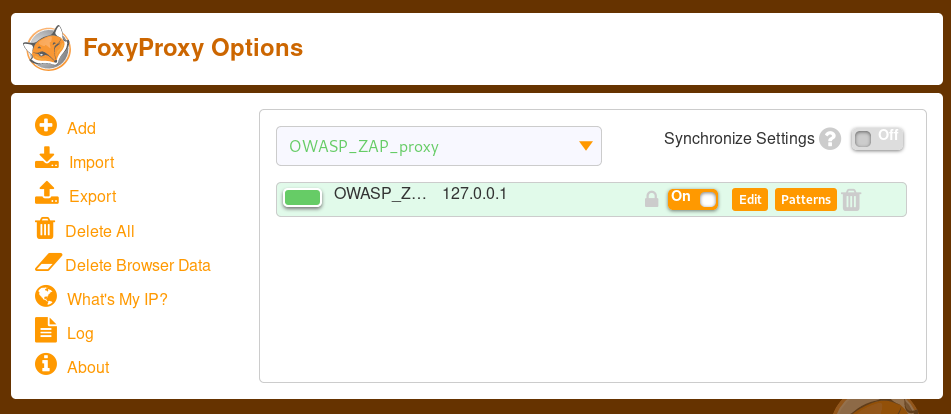 FoxyProxy Options
Add
Import
Export
Delete All
Delete Browser Data
What's My IP?
Log
About
OWASP_ZAP_proxy
Synchronize Settings ? Off
OWASP_Z... 127.0.0.1 On Edit Patterns